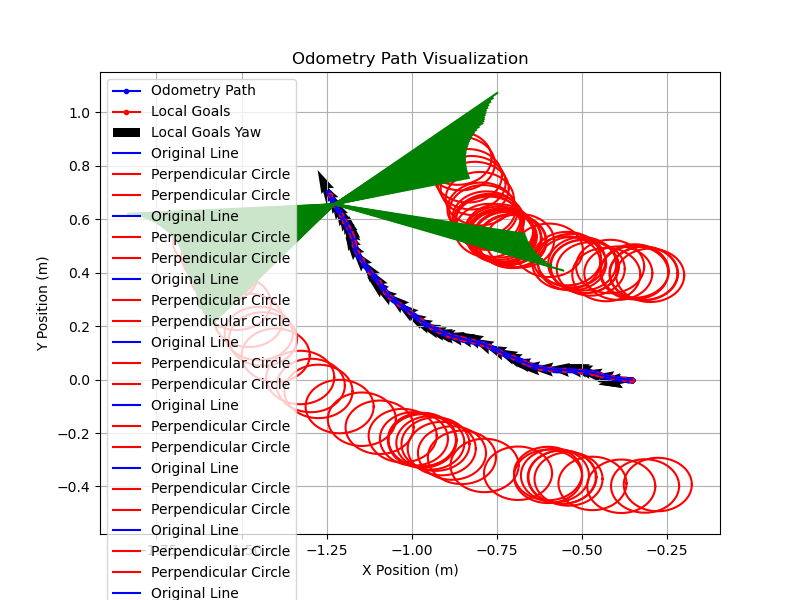 Odometry Path Visualization
Odometry Path
Local Goals
Local Goals Yaw
Original Line
Perpendicular Circle
Perpendicular Circle
Original Line
Perpendicular Circle
Perpendicular Circle
Original Line
Perpendicular Circle
Perpendicular Circle
Original Line
Perpendicular Circle
Perpendicular Circle
Original Line
Perpendicular Circle
Perpendicular Circle
Original Line
Perpendicular Circle
Perpendicular Circle
Original Line
Perpendicular Circle
Perpendicular Circle
Original Line
1.0
0.8
0.6
0.4
0.2
0.0
−0.2
−0.4
Y Position (m)
−1.25 −1.00 −0.75 −0.50 −0.25
X Position (m)